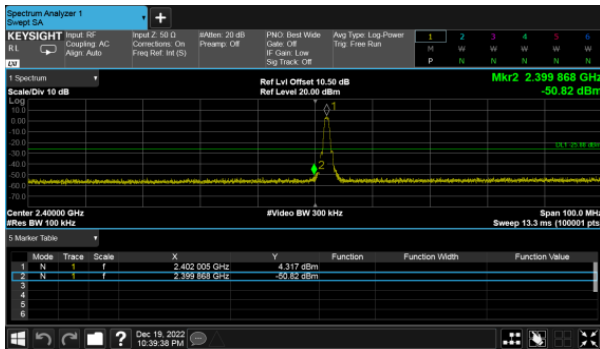 Spectrum Analyzer 1
Swept SA
KEYSIGHT Input: RF Input Z: 50 Ω #Atten: 20 dB PNO: Best Wide Avg Type: Log-Power 1 2 3 4 5 6
RL Coupling: AC Corrections: On Preamp: Off Gate: Off Trig: Free Run M W W W W W
Align: Auto Freq Ref: Int (S) IF Gain: Low
Sig Track: Off P N N N N N
1 Spectrum Ref Lvl Offset 10.50 dB Mkr2 2.399 868 GHz
Scale/Div 10 dB Ref Level 20.00 dBm -50.82 dBm
Log
10.0
0.00
-10.0
-20.0
-30.0
-40.0
-50.0
-60.0
-70.0
1
2
Center 2.40000 GHz #Video BW 300 kHz Span 100.0 MHz
#Res BW 100 kHz Sweep 13.3 ms (100001 pts)
5 Marker Table
Mode Trace Scale X Y Function Function Width Function Value
1 N 1 f 2.402 005 GHz 4.317 dBm
2 N 1 f 2.399 868 GHz -50.82 dBm
3
4
5
6
? Dec 19, 2022
10:39:38 PM